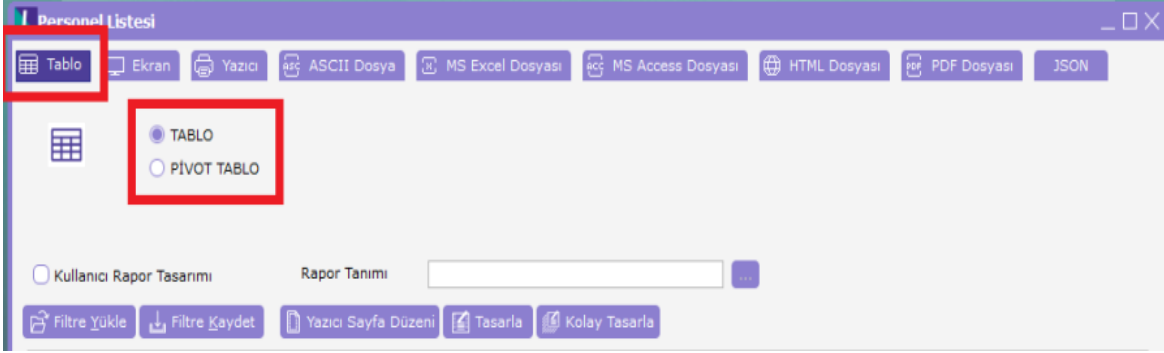 Personel Listesi
Tablo Ekran Yazıcı ASCII Dosya MS Excel Dosyası MS Access Dosyası HTML Dosyası PDF Dosyası JSON
TABLO
PİVOT TABLO
Kullanıcı Rapor Tasarımı Rapor Tanımı ...
Filtre Yükle Filtre Kaydet Yazıcı Sayfa Düzeni Tasarla Kolay Tasarla